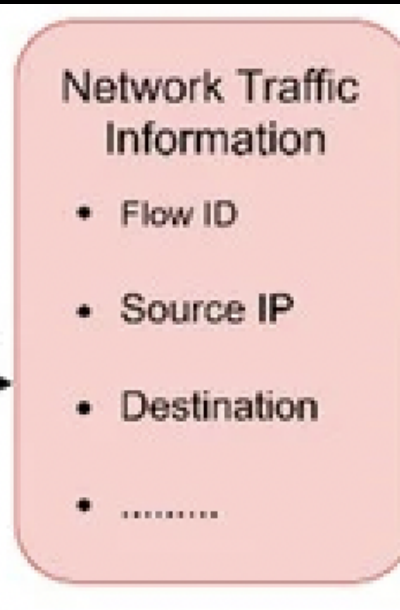 Network Traffic
Information
• Flow ID
• Source IP
• Destination
• .........